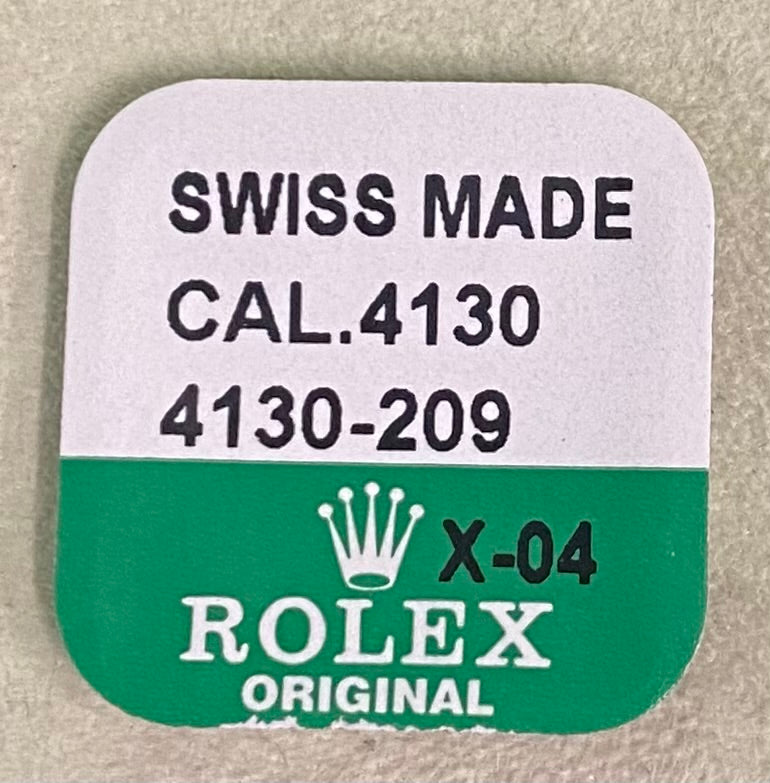 SWISS MADE
CAL.4130
4130-209
X-04
ROLEX
ORIGINAL